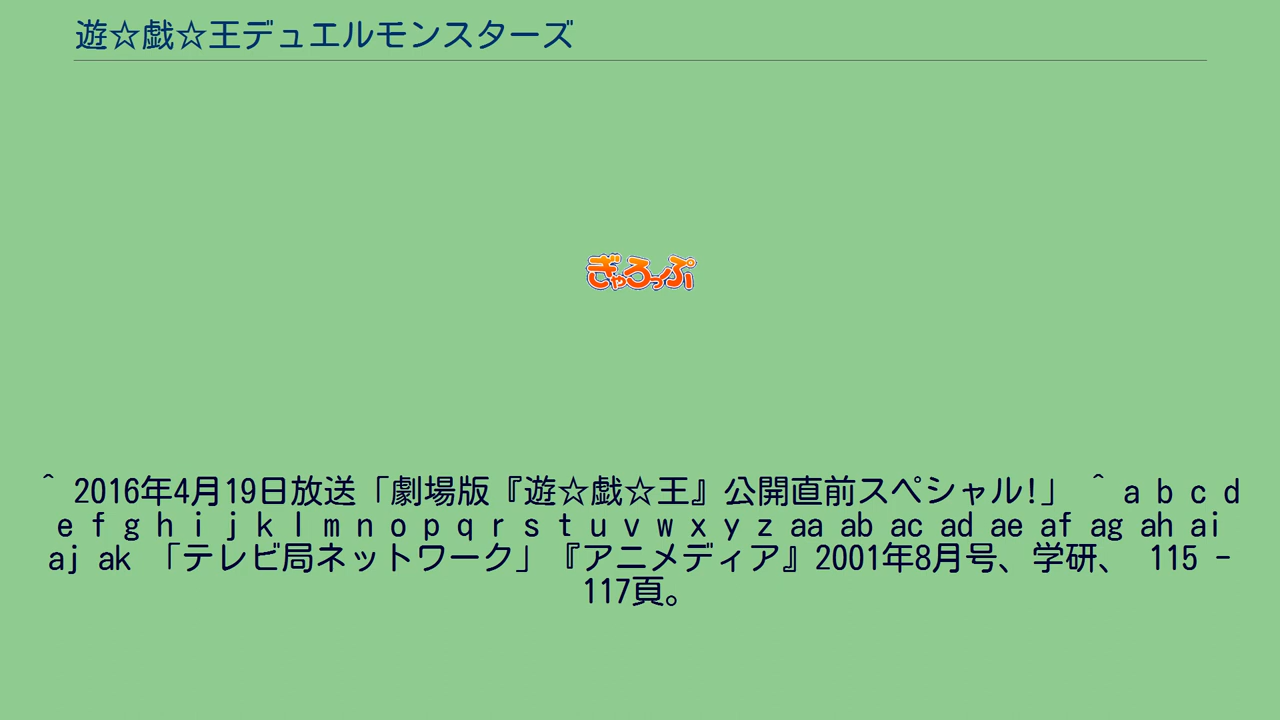 遊☆戯☆王デュエルモンスターズ
ぎゃろっぷ
^ 2016年4月19日放送「劇場版『遊☆戯☆王』公開直前スペシャル!」 ^ a b c d
e f g h i j k l m n o p q r s t u v w x y z aa ab ac ad ae af ag ah ai
aj ak 「テレビ局ネットワーク」『アニメディア』2001年8月号、学研、 115 -
117頁。